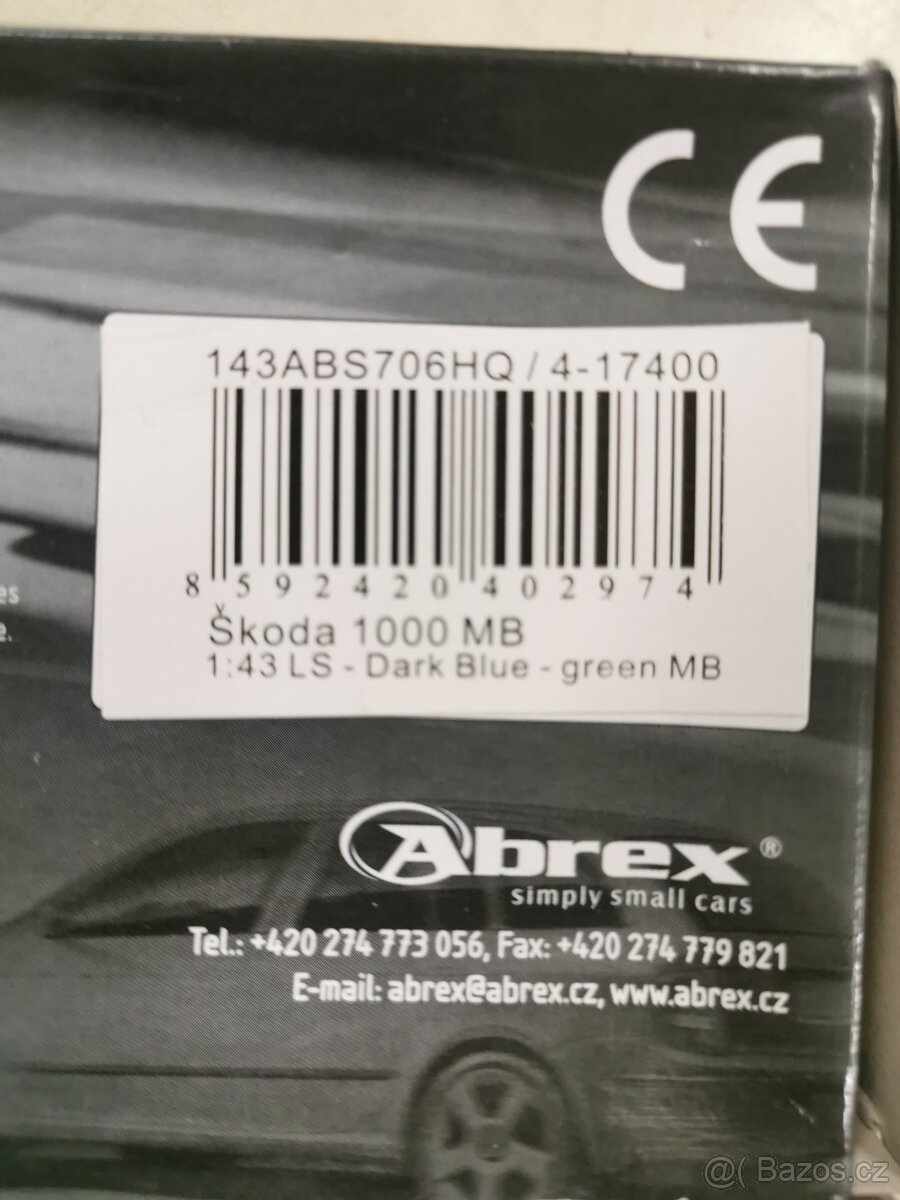 CE
143ABS706HQ / 4-17400
8 592420 402974
Škoda 1000 MB
1:43 LS - Dark Blue - green MB
es
e.
Abrex ®
simply small cars
Tel.: +420 274 773 056, Fax: +420 274 779 821
E-mail: abrex@abrex.cz, www.abrex.cz
@( Bazos.cz